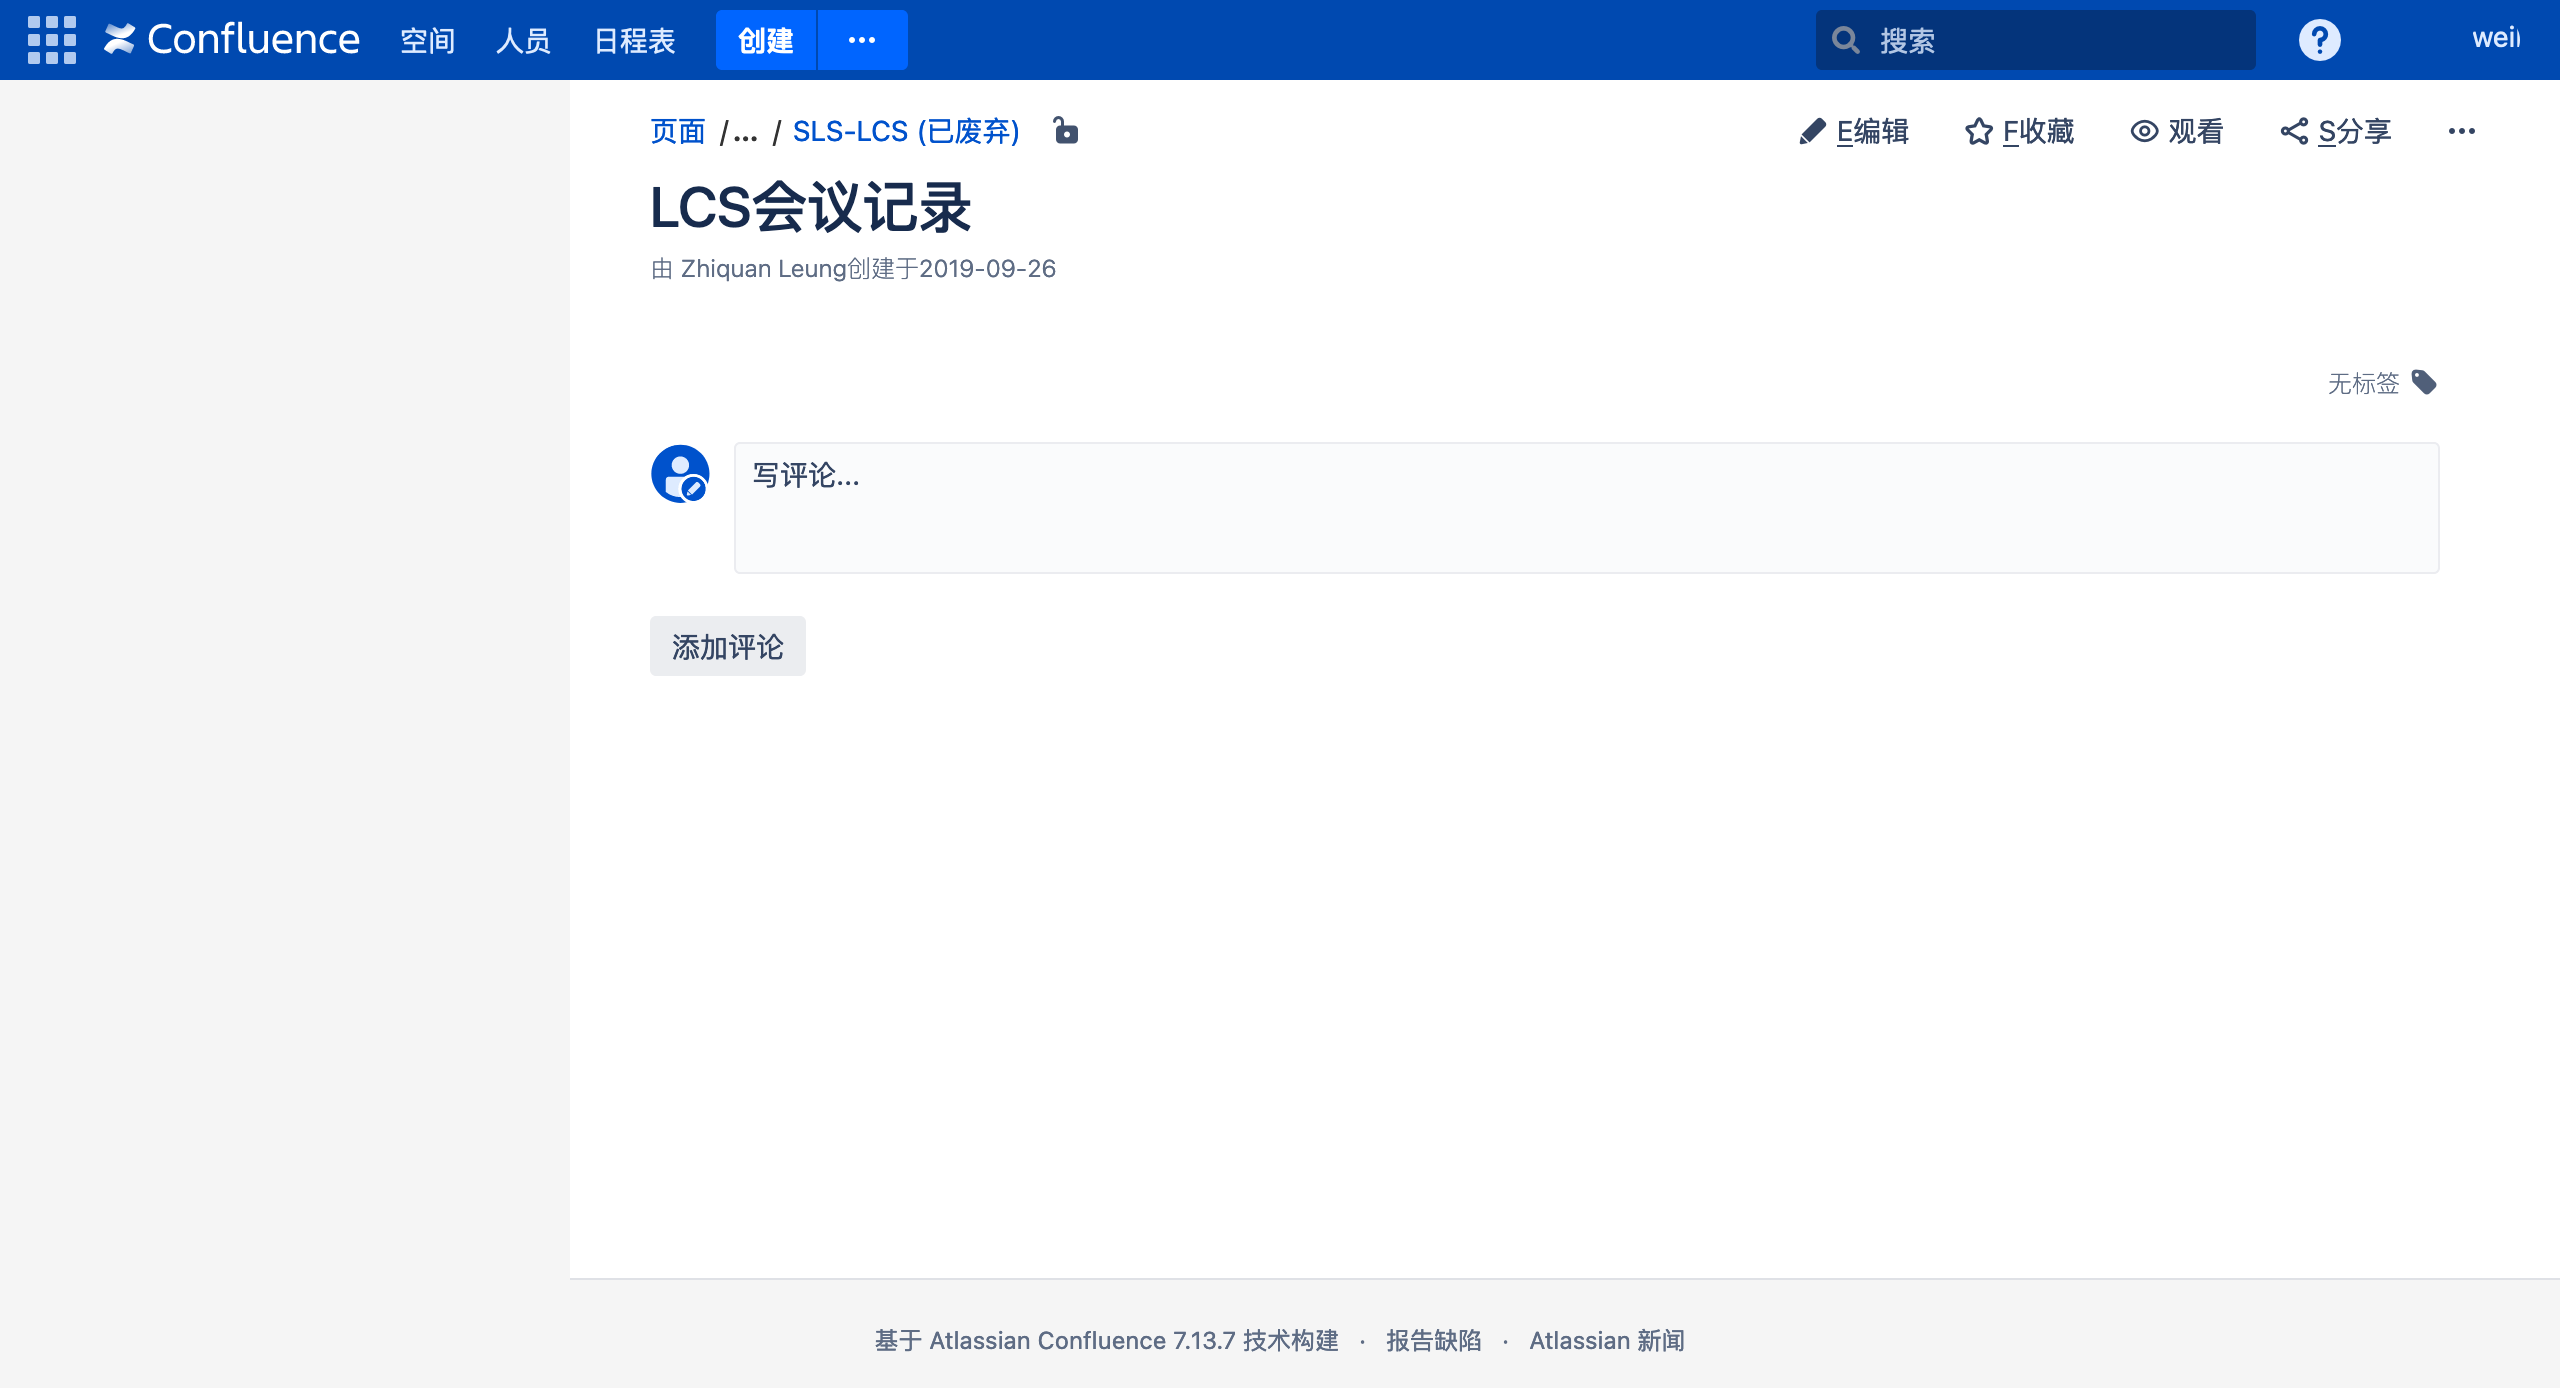 Confluence 空间 人员 日程表 创建 ··· 搜索 ?
页面 / ... / SLS-LCS (已废弃) E编辑 F收藏 观看 S分享 ···
LCS会议记录
由 Zhiquan Leung创建于2019-09-26
无标签
写评论...
添加评论
基于 Atlassian Confluence 7.13.7 技术构建 · 报告缺陷 · Atlassian 新闻